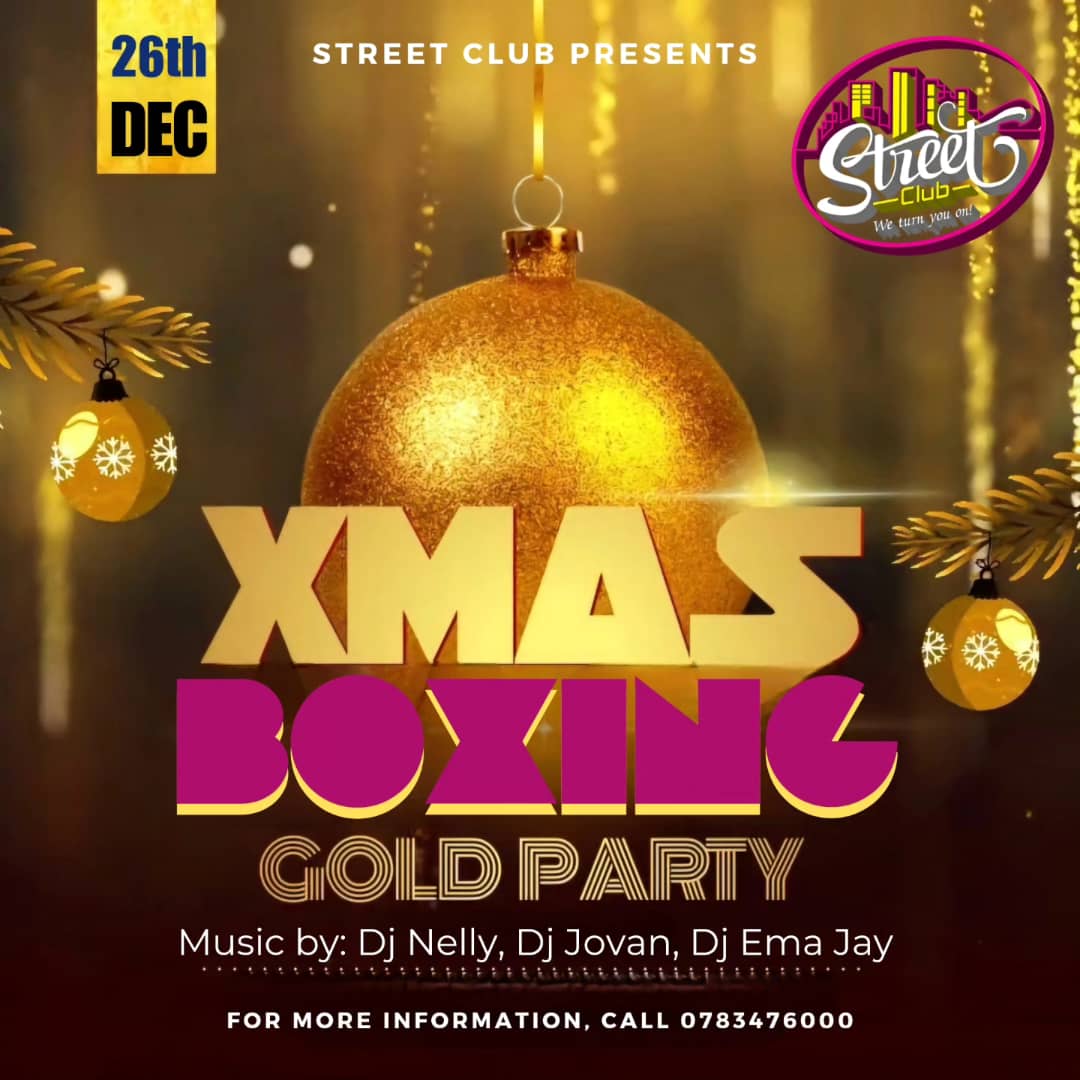 26th
DEC
STREET CLUB PRESENTS
Street
Club
We turn you on!
XMAS
BOXING
GOLD PARTY
Music by: Dj Nelly, Dj Jovan, Dj Ema Jay
FOR MORE INFORMATION, CALL 0783476000